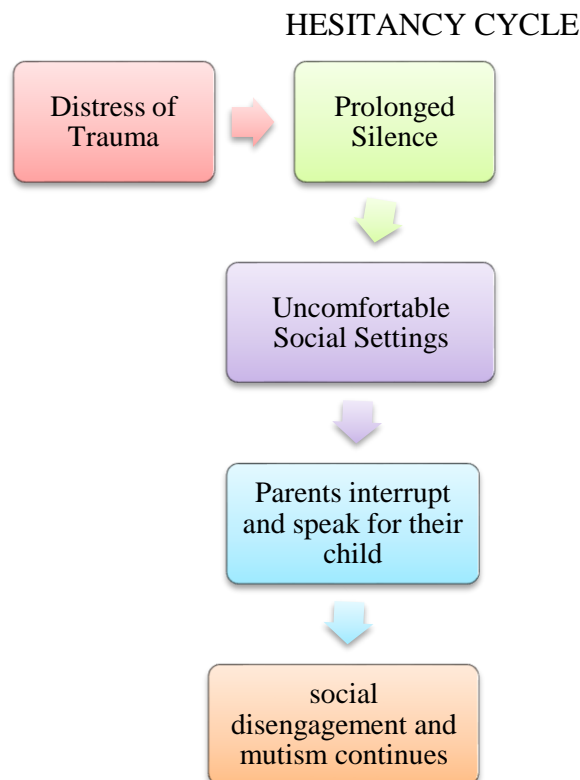 HESITANCY CYCLE
Distress of
Trauma
Prolonged
Silence
Uncomfortable
Social Settings
Parents interrupt
and speak for their
child
social
disengagement and
mutism continues